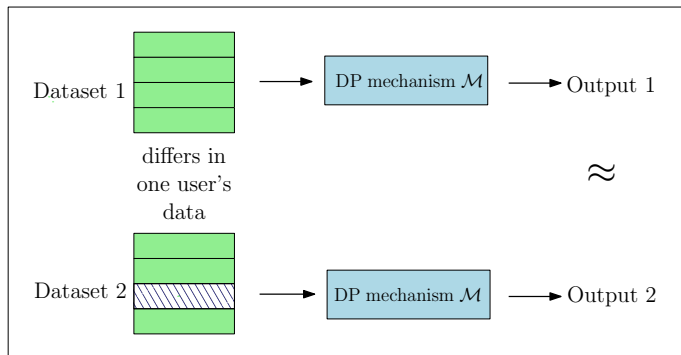 Dataset 1
DP mechanism ℳ
Output 1
differs in
one user's
data
≈
Dataset 2
DP mechanism ℳ
Output 2